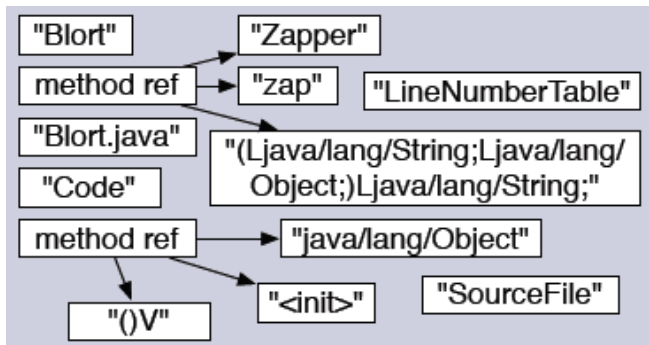 "Blort"
"Zapper"
method ref
"zap"
"LineNumberTable"
"Blort.java"
"(Ljava/lang/String;Ljava/lang/
Object;)Ljava/lang/String;"
"Code"
method ref
"java/lang/Object"
"()V"
"<init>"
"SourceFile"